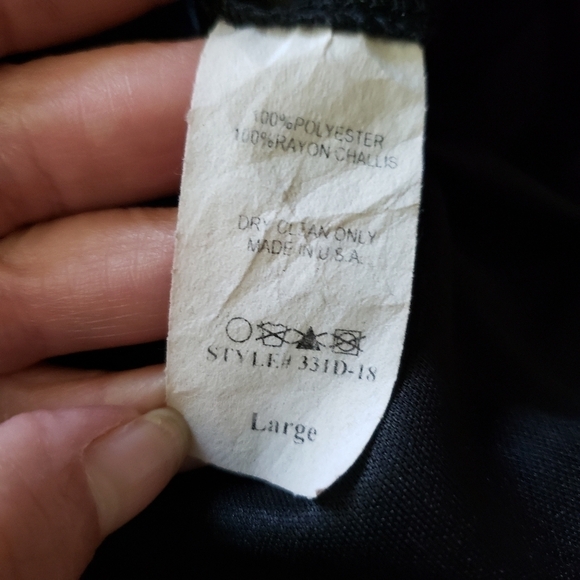 100%POLYESTER
100%RAYON CHALLIS
DRY CLEAN ONLY
MADE IN U.S.A.
STYLE# 331D-18
Large